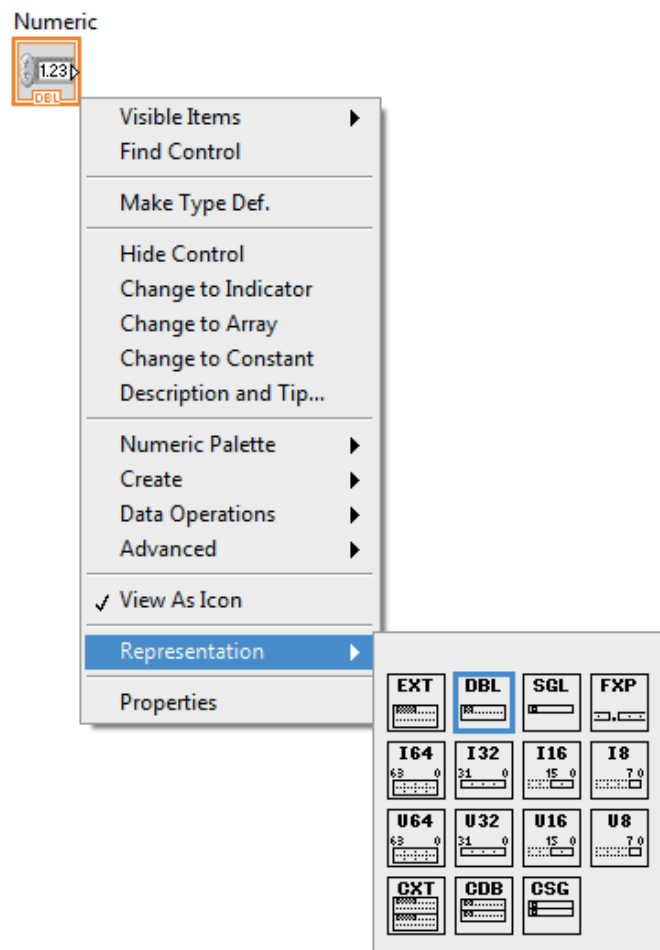 Numeric
1.23
DBL
Visible Items
Find Control
Make Type Def.
Hide Control
Change to Indicator
Change to Array
Change to Constant
Description and Tip...
Numeric Palette
Create
Data Operations
Advanced
View As Icon
Representation
Properties
EXT DBL SGL FXP
I64 I32 I16 I8
63 0 31 0 15 0 7 0
U64 U32 U16 U8
63 0 31 0 15 0 7 0
CXT CDB CSG